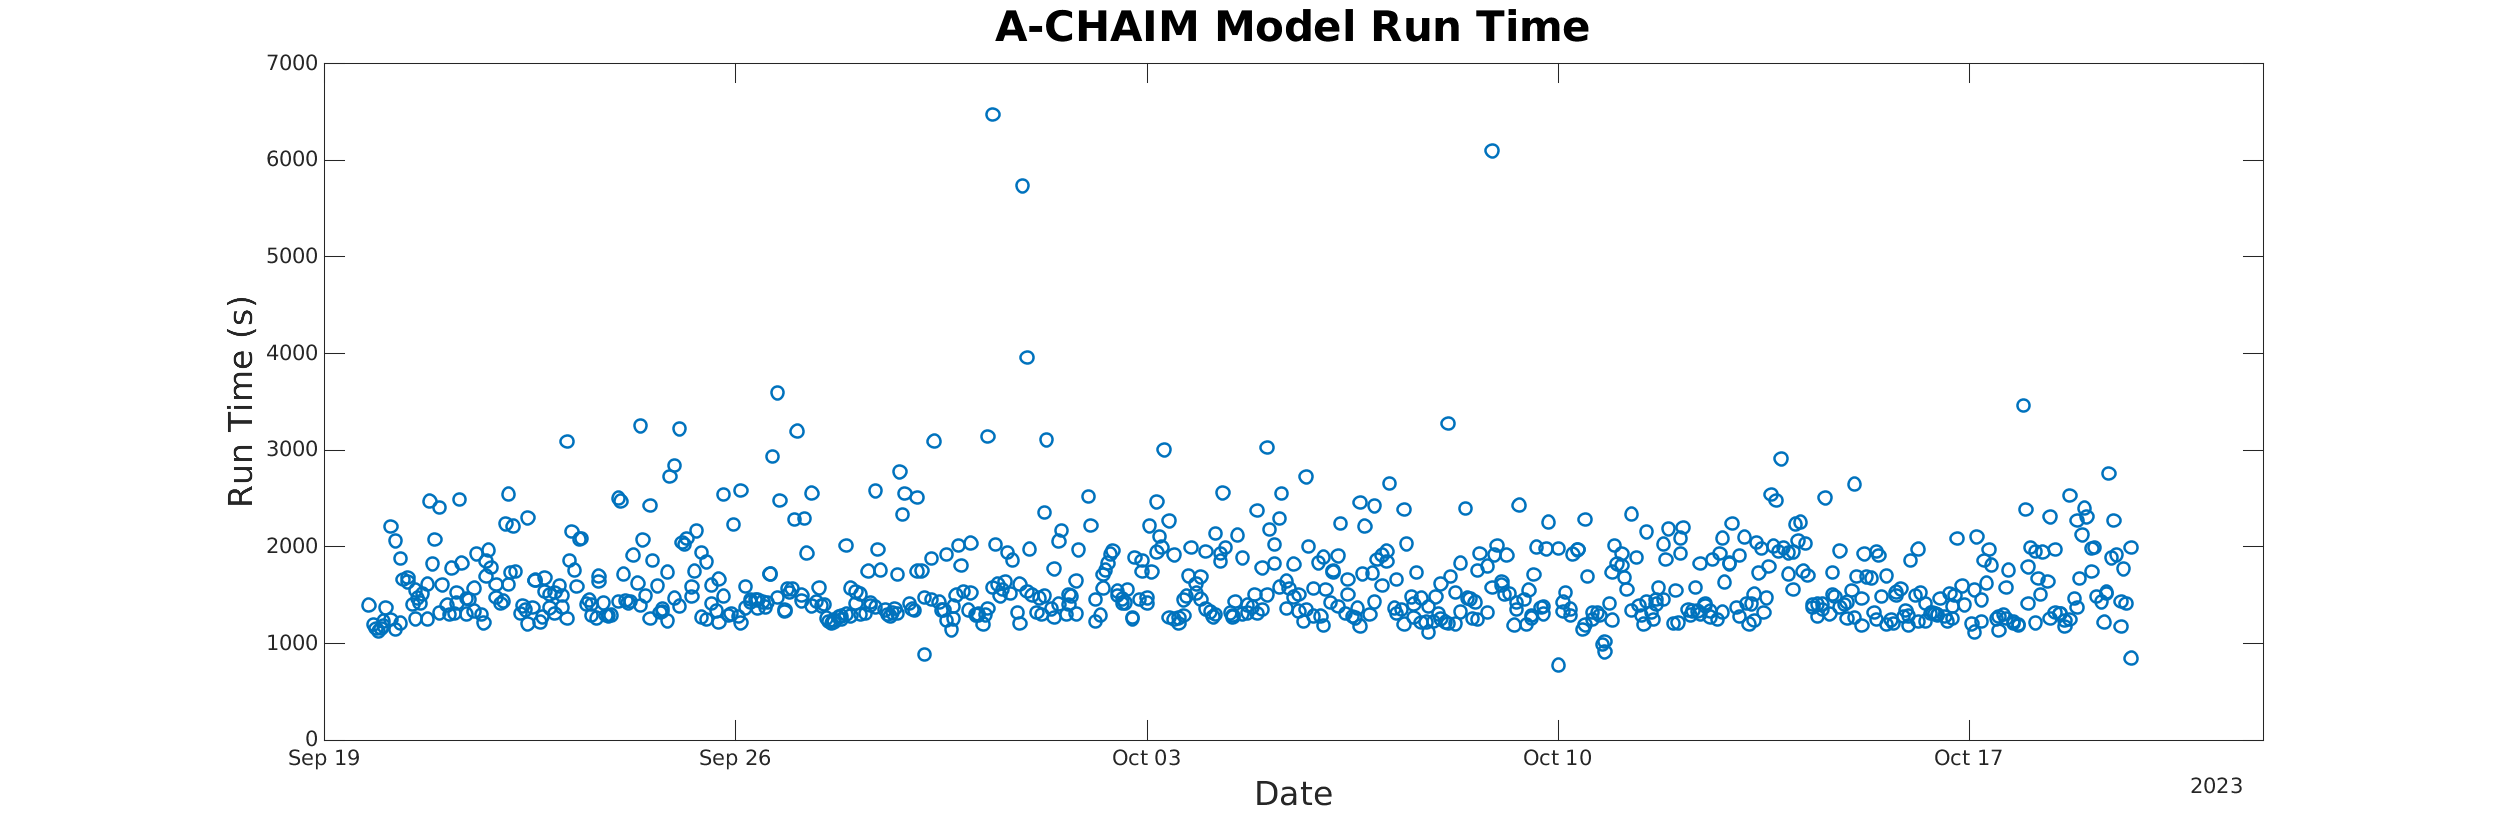 A-CHAIM Model Run Time
7000
6000
5000
4000
3000
2000
1000
0
Run Time (s)
Sep 19
Sep 26
Oct 03
Oct 10
Oct 17
Date
2023